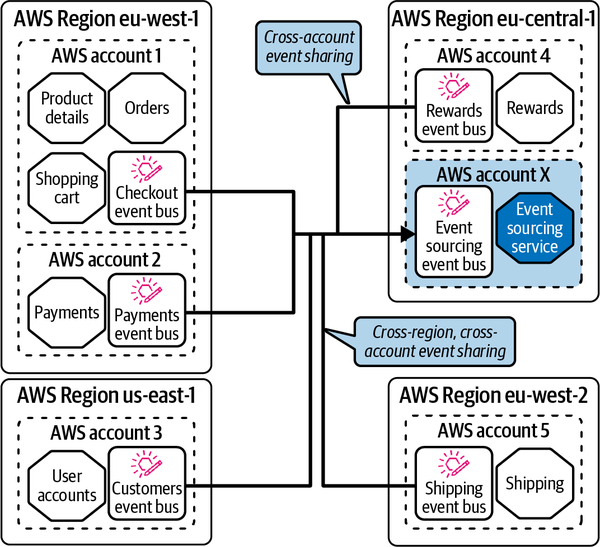 AWS Region eu-west-1
AWS account 1
Product
details
Orders
Shopping
cart
Checkout
event bus
AWS account 2
Payments
Payments
event bus
AWS Region us-east-1
AWS account 3
User
accounts
Customers
event bus
Cross-account
event sharing
Cross-region, cross-
account event sharing
AWS Region eu-central-1
AWS account 4
Rewards
event bus
Rewards
AWS account X
Event
sourcing
event bus
Event
sourcing
service
AWS Region eu-west-2
AWS account 5
Shipping
event bus
Shipping